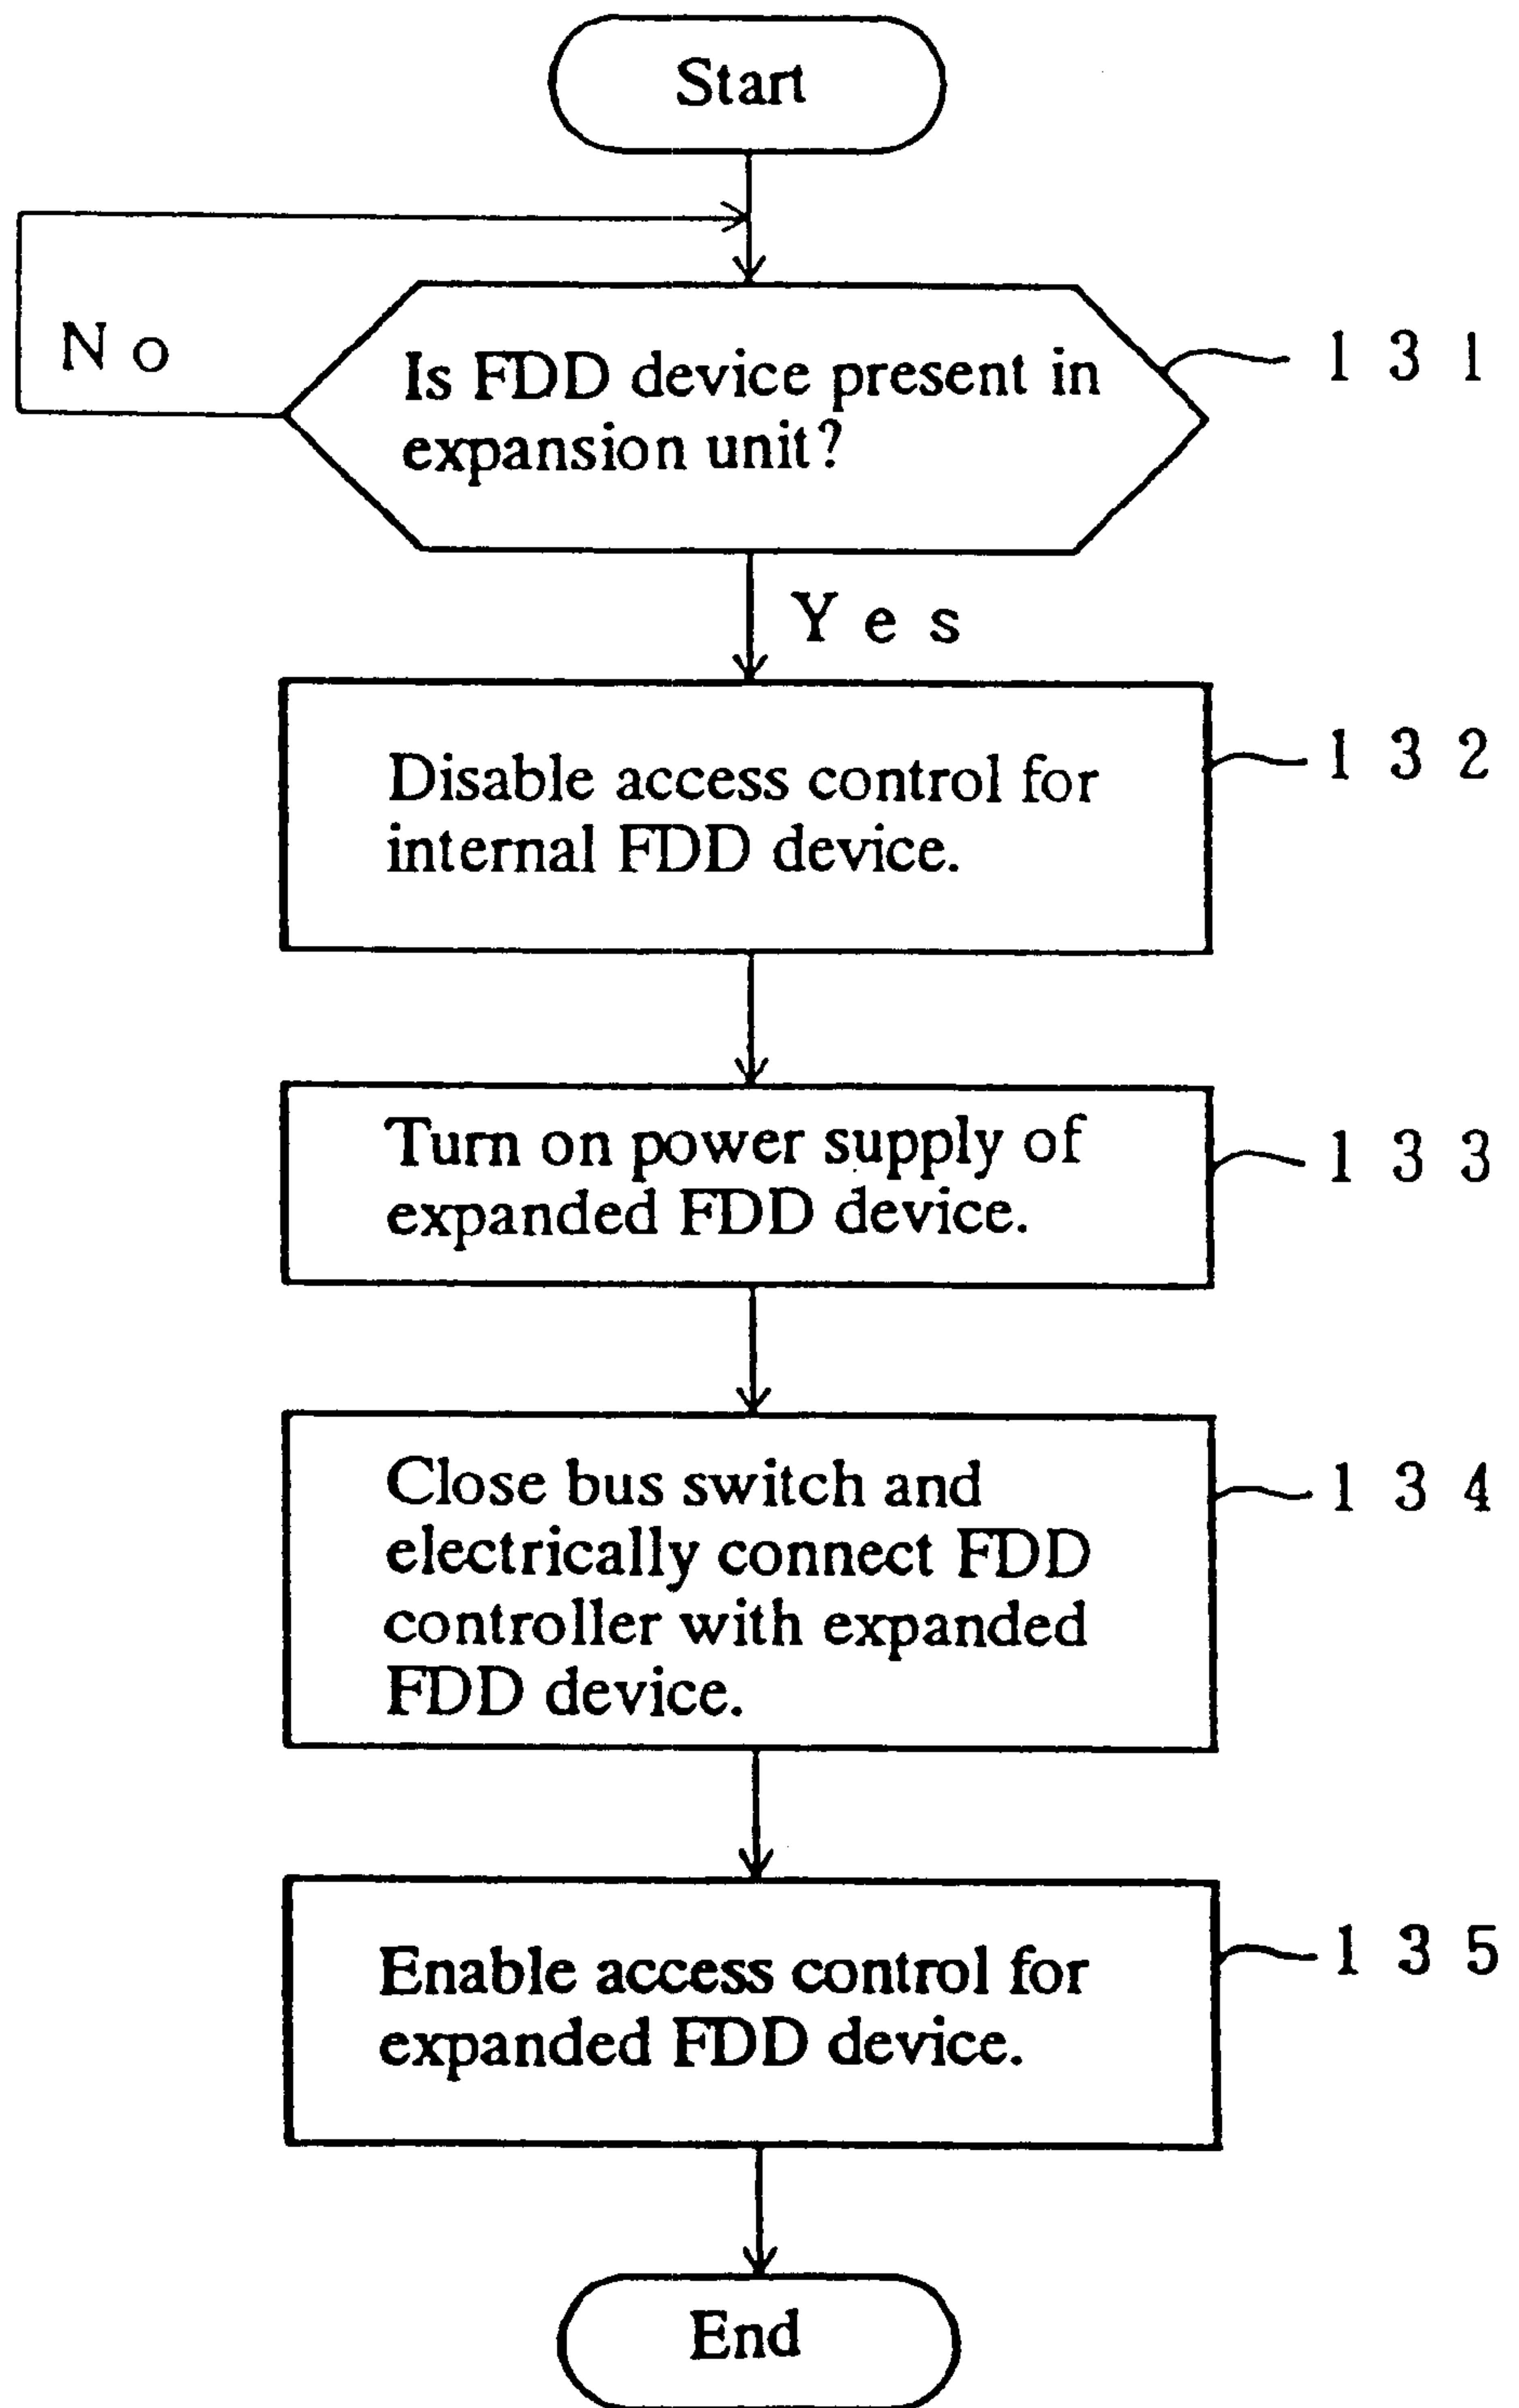 Start
No
Is FDD device present in
expansion unit?
131
Yes
Disable access control for
internal FDD device.
132
Turn on power supply of
expanded FDD device.
133
Close bus switch and
electrically connect FDD
controller with expanded
FDD device.
134
Enable access control for
expanded FDD device.
135
End